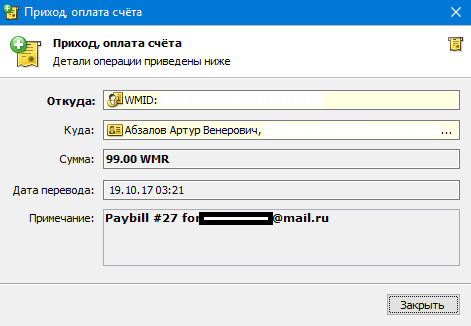 Приход, оплата счёта
Приход, оплата счёта
Детали операции приведены ниже
Откуда: WMID:
Куда: Абзалов Артур Венерович, ...
Сумма: 99.00 WMR
Дата перевода: 19.10.17 03:21
Примечание: Paybill #27 for @mail.ru
Закрыть